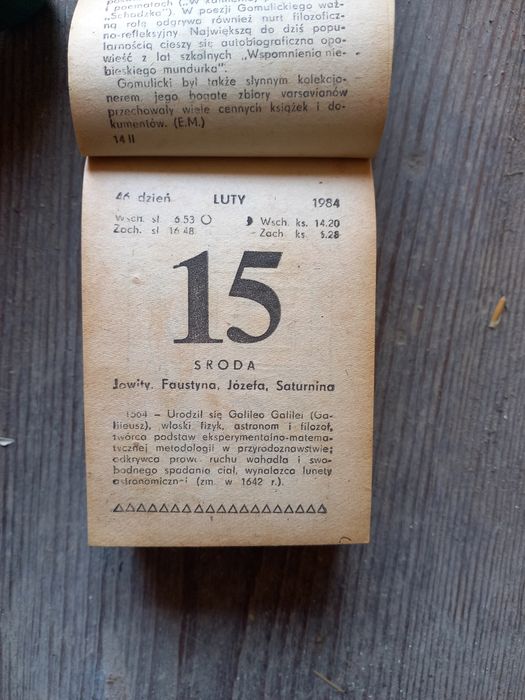 i poematach („W
„Schadzka"). W poezji Gomulickiego waż-
ną rolę odgrywa również nurt filozoficz-
no-refleksyjny. Największą do dziś popu-
larnością cieszy się autobiograficzna opo-
wieść z lat szkolnych „Wspomnienia nie-
bieskiego mundurka".
Gomulicki był także słynnym kolekcjo-
nerem, jego bogate zbiory varsavianów
przechowały wiele cennych książek i do-
kumentów. (E.M.)
14 II
46 dzień LUTY 1984
Wsch. sł. 6.53 Wsch. ks. 14.20
Zach. sł 16 48 Zach ks. 5.28
15
SRODA
Jowity, Faustyna, Józefa, Saturnina
1564 – Urodził się Galileo Galilei (Ga-
lileusz), włoski fizyk, astronom i filozof,
twórca podstaw eksperymentalno-matema-
tycznej metodologii w przyrodoznawstwie;
odkrywca praw: ruchu wahadła i swo-
bodnego spadania ciał, wynalazca lunety
astronomicznej (zm. w 1642 r.).